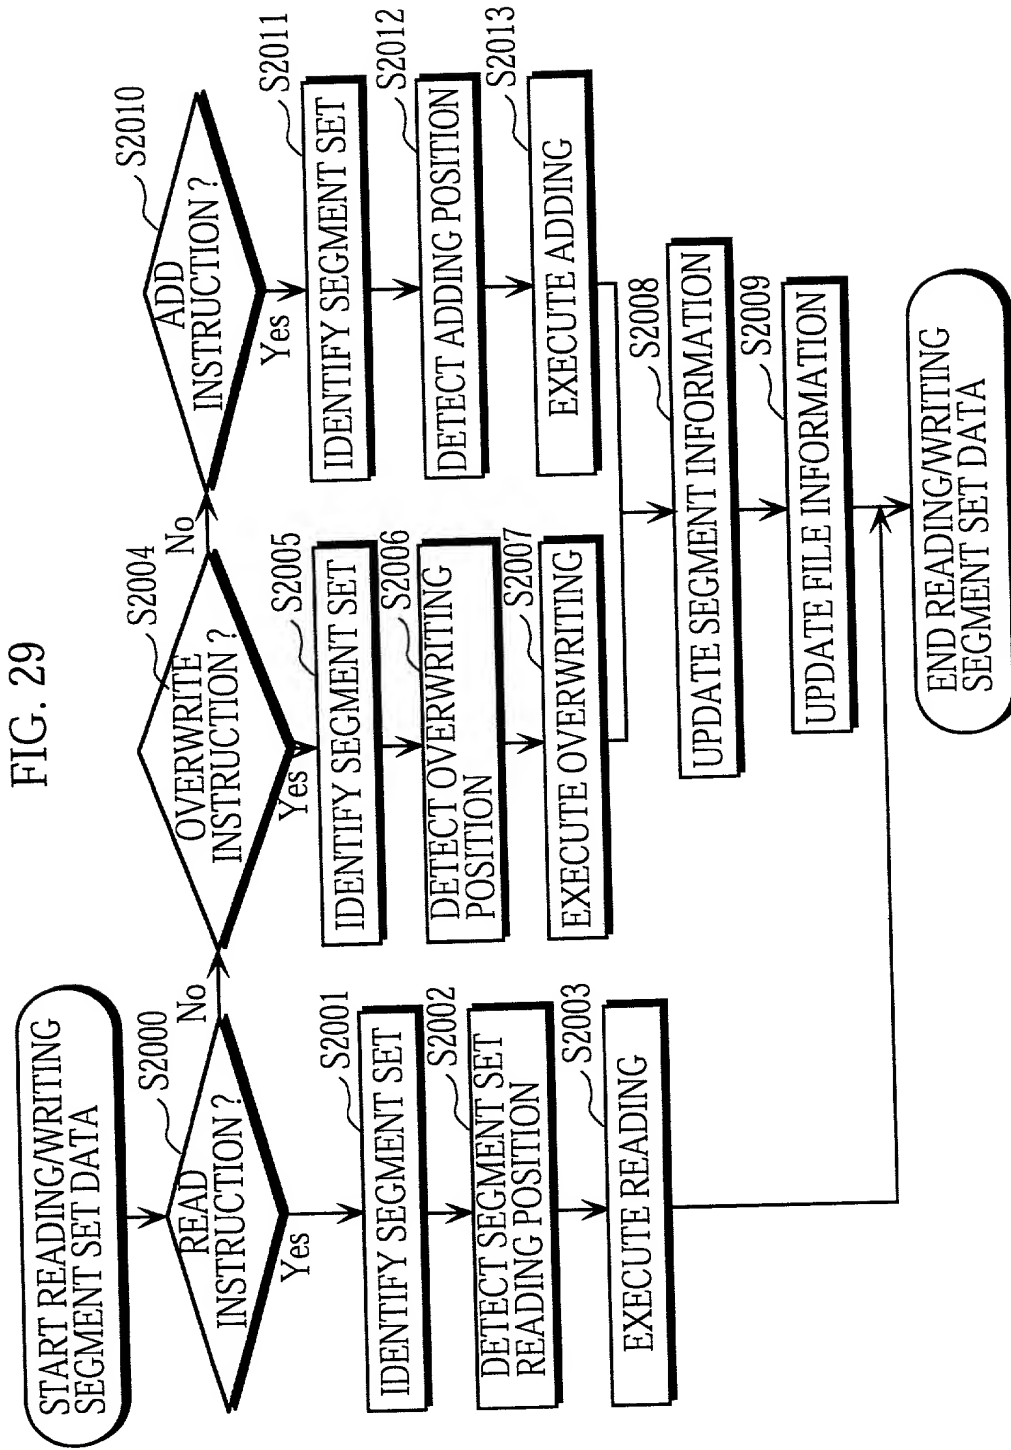 FIG. 29
START READING/WRITING
SEGMENT SET DATA
S2000
READ
INSTRUCTION?
No
Yes
S2001
IDENTIFY SEGMENT SET
S2002
DETECT SEGMENT SET
READING POSITION
S2003
EXECUTE READING
S2004
OVERWRITE
INSTRUCTION?
No
Yes
S2005
IDENTIFY SEGMENT SET
S2006
DETECT OVERWRITING
POSITION
S2007
EXECUTE OVERWRITING
S2010
ADD
INSTRUCTION?
Yes
S2011
IDENTIFY SEGMENT SET
S2012
DETECT ADDING POSITION
S2013
EXECUTE ADDING
S2008
UPDATE SEGMENT INFORMATION
S2009
UPDATE FILE INFORMATION
END READING/WRITING
SEGMENT SET DATA